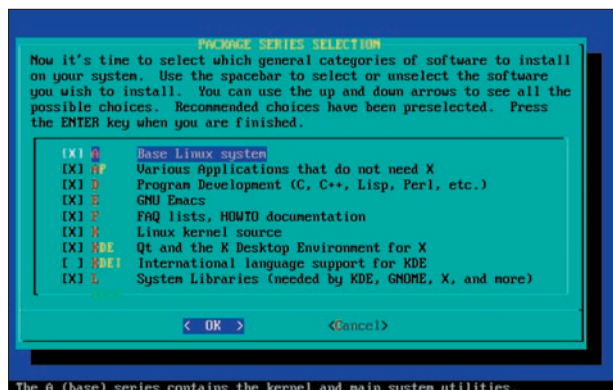 PACKAGE SERIES SELECTION
Now it's time to select which general categories of software to install
on your system. Use the spacebar to select or unselect the software
you wish to install. You can use the up and down arrows to see all the
possible choices. Recommended choices have been preselected. Press
the ENTER key when you are finished.
[X] A Base Linux system
[X] AP Various Applications that do not need X
[X] D Program Development (C, C++, Lisp, Perl, etc.)
[X] E GNU Emacs
[X] F FAQ lists, HOWTO documentation
[X] K Linux kernel source
[X] KDE Qt and the K Desktop Environment for X
[ ] KDEI International language support for KDE
[X] L System Libraries (needed by KDE, GNOME, X, and more)
< OK > <Cancel>
The A (base) series contains the kernel and main system utilities.